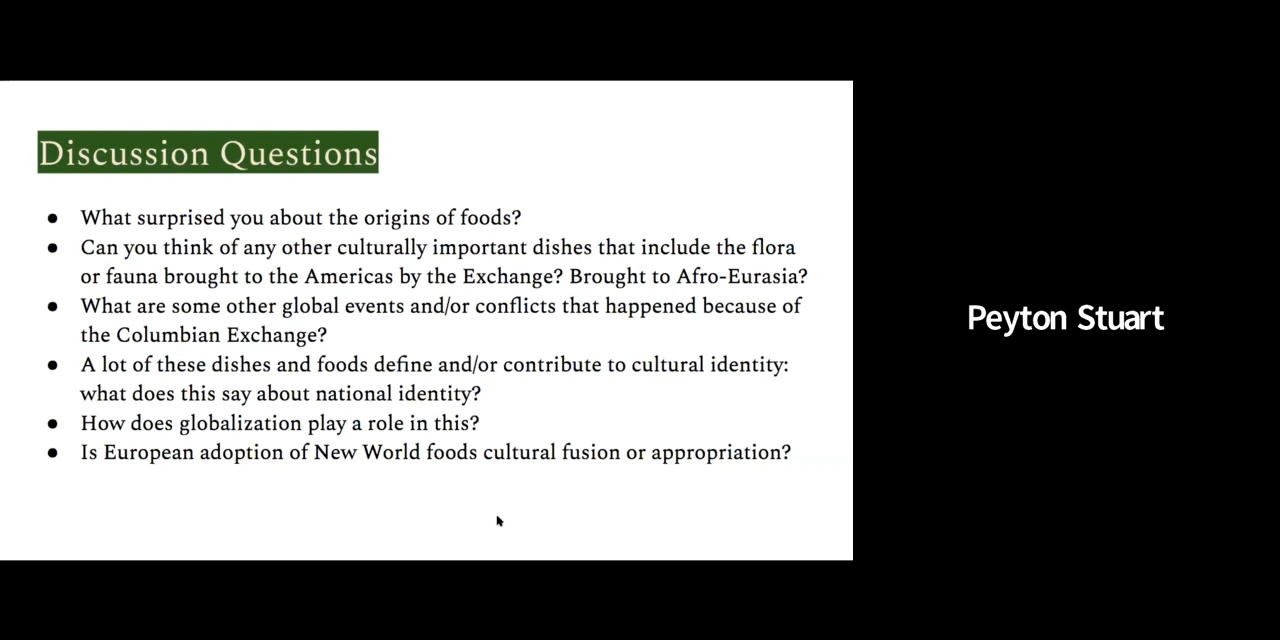 Discussion Questions
● What surprised you about the origins of foods?
● Can you think of any other culturally important dishes that include the flora
or fauna brought to the Americas by the Exchange? Brought to Afro-Eurasia?
● What are some other global events and/or conflicts that happened because of
the Columbian Exchange?
● A lot of these dishes and foods define and/or contribute to cultural identity:
what does this say about national identity?
● How does globalization play a role in this?
● Is European adoption of New World foods cultural fusion or appropriation?
Peyton Stuart